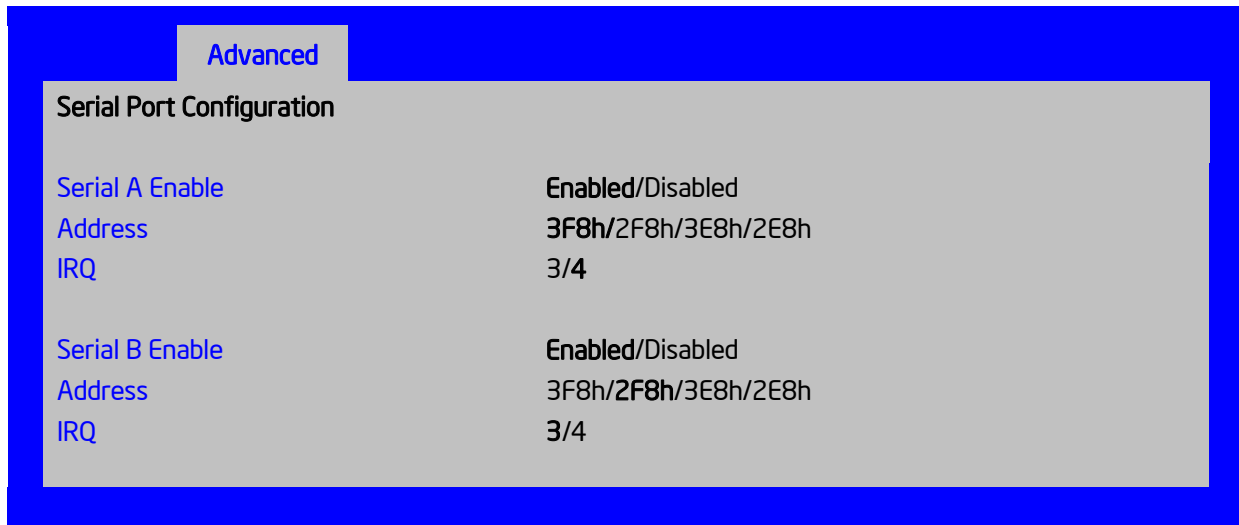 Advanced
Serial Port Configuration
Serial A Enable Enabled/Disabled
Address 3F8h/2F8h/3E8h/2E8h
IRQ 3/4
Serial B Enable Enabled/Disabled
Address 3F8h/2F8h/3E8h/2E8h
IRQ 3/4